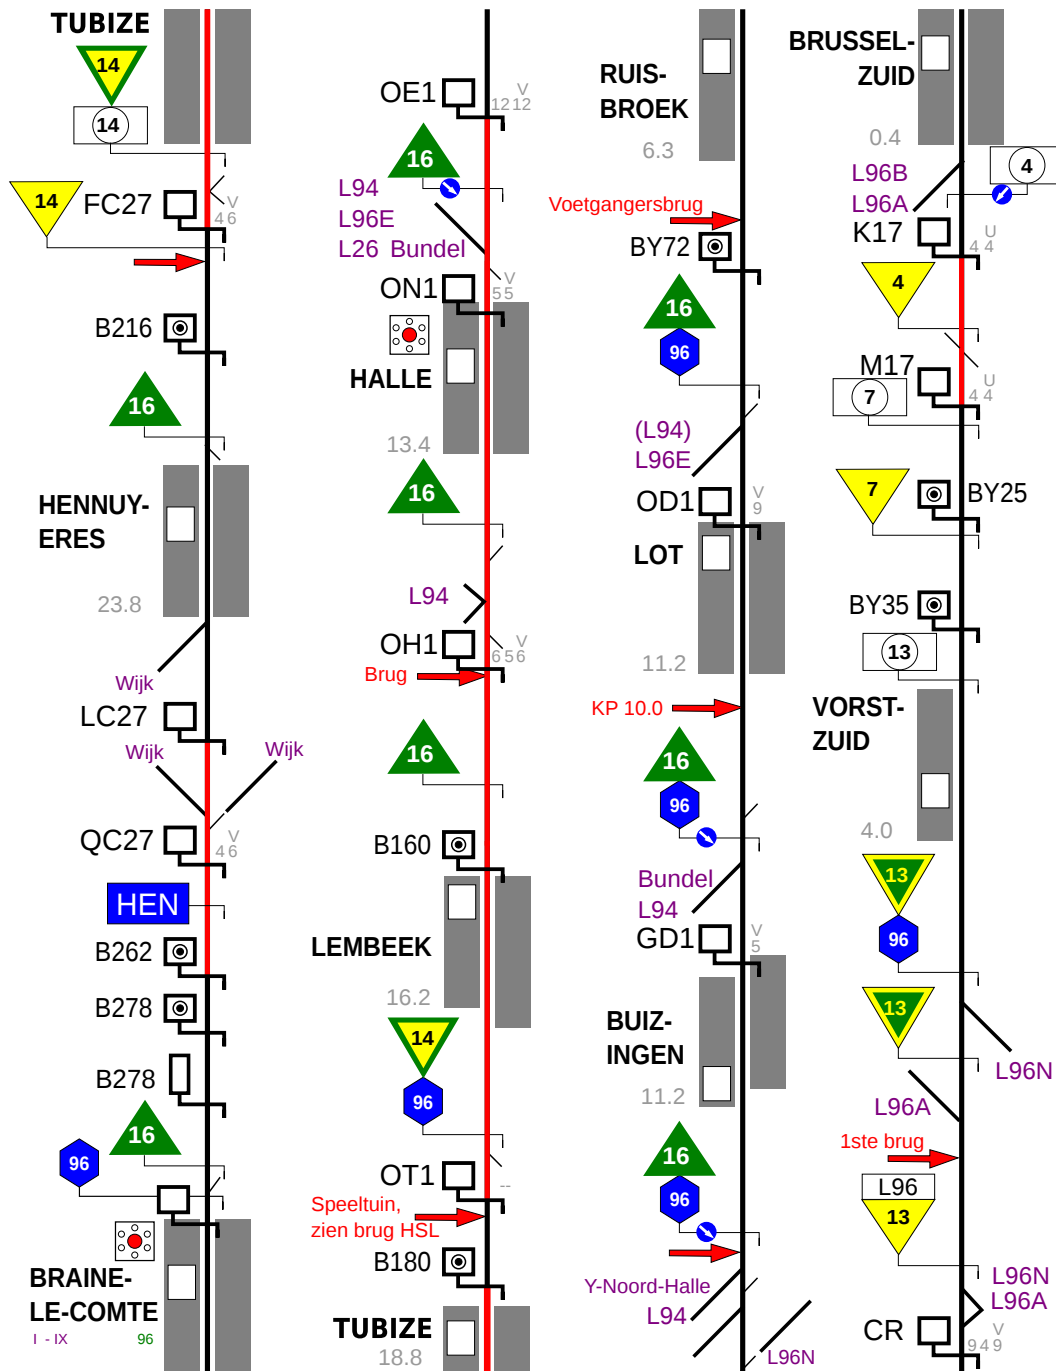 TUBIZE
14
14
14
FC27
V
4 6
B216
16
HENNUY-
ERES
23.8
Wijk
LC27
Wijk
Wijk
QC27
V
4 6
HEN
B262
B278
B278
16
96
BRAINE-
LE-COMTE
I - IX
96
OE1
V
12 12
16
L94
L96E
L26 Bundel
ON1
V
5 5
HALLE
13.4
16
L94
OH1
V
6 5 6
Brug
16
B160
LEMBEEK
16.2
14
96
OT1
--
Speeltuin,
zien brug HSL
B180
TUBIZE
18.8
RUIS-
BROEK
6.3
Voetgangersbrug
BY72
16
96
(L94)
L96E
OD1
V
9
LOT
11.2
KP 10.0
16
96
Bundel
L94
GD1
V
5
BUIZ-
INGEN
11.2
16
96
Y-Noord-Halle
L94
L96N
BRUSSEL-
ZUID
0.4
4
L96B
L96A
K17
U
4 4
4
M17
U
4 4
7
7
BY25
BY35
13
VORST-
ZUID
4.0
13
96
13
L96N
L96A
1ste brug
L96
13
L96N
L96A
CR
V
9 4 9